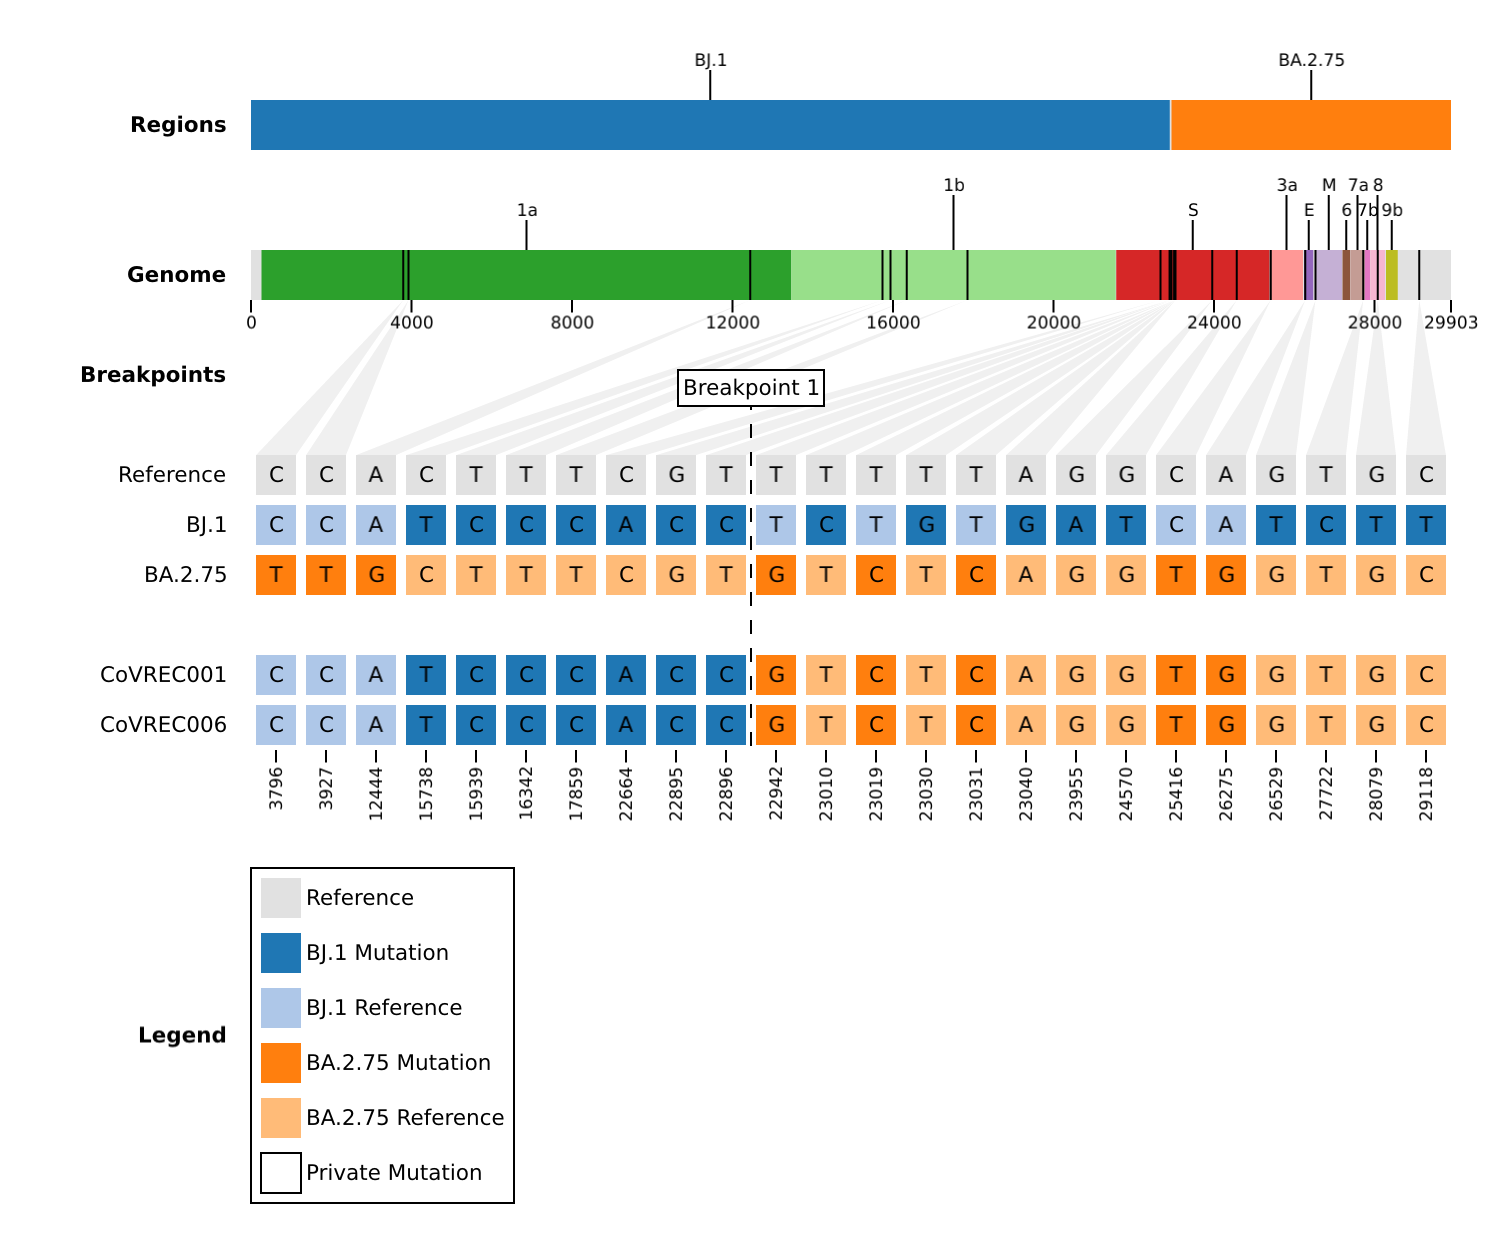 BJ.1 BA.2.75
Regions
1b 3a M 7a 8
1a S E 6 7b 9b
Genome
0 4000 8000 12000 16000 20000 24000 28000 29903
Breakpoints
Breakpoint 1
Reference C C A C T T T C G T T T T T T A G G C A G T G C
BJ.1 C C A T C C C A C C T C T G T G A T C A T C T T
BA.2.75 T T G C T T T C G T G T C T C A G G T G G T G C
CoVREC001 C C A T C C C A C C G T C T C A G G T G G T G C
CoVREC006 C C A T C C C A C C G T C T C A G G T G G T G C
3796 3927 12444 15738 15939 16342 17859 22664 22895 22896 22942 23010 23019 23030 23031 23040 23955 24570 25416 26275 26529 27722 28079 29118
Reference
BJ.1 Mutation
BJ.1 Reference
Legend
BA.2.75 Mutation
BA.2.75 Reference
Private Mutation